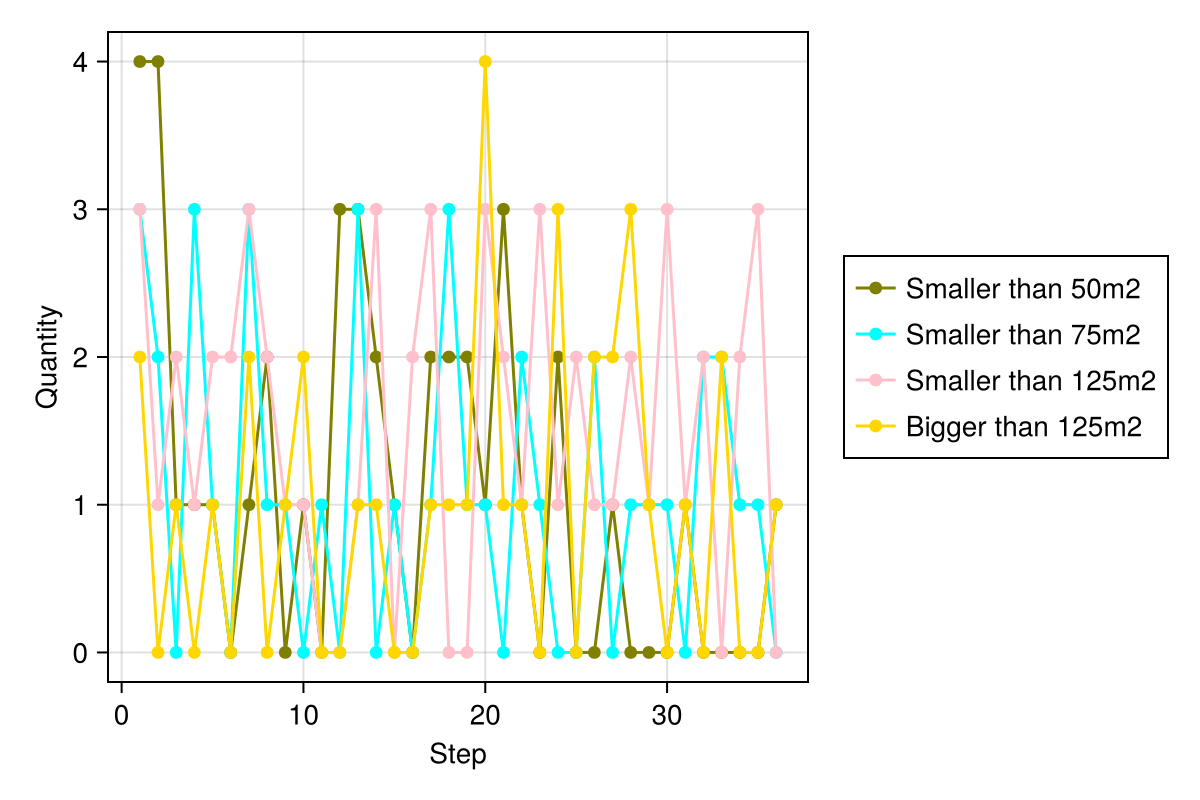 4
3
2
1
0
Quantity
0 10 20 30
Step
Smaller than 50m2
Smaller than 75m2
Smaller than 125m2
Bigger than 125m2